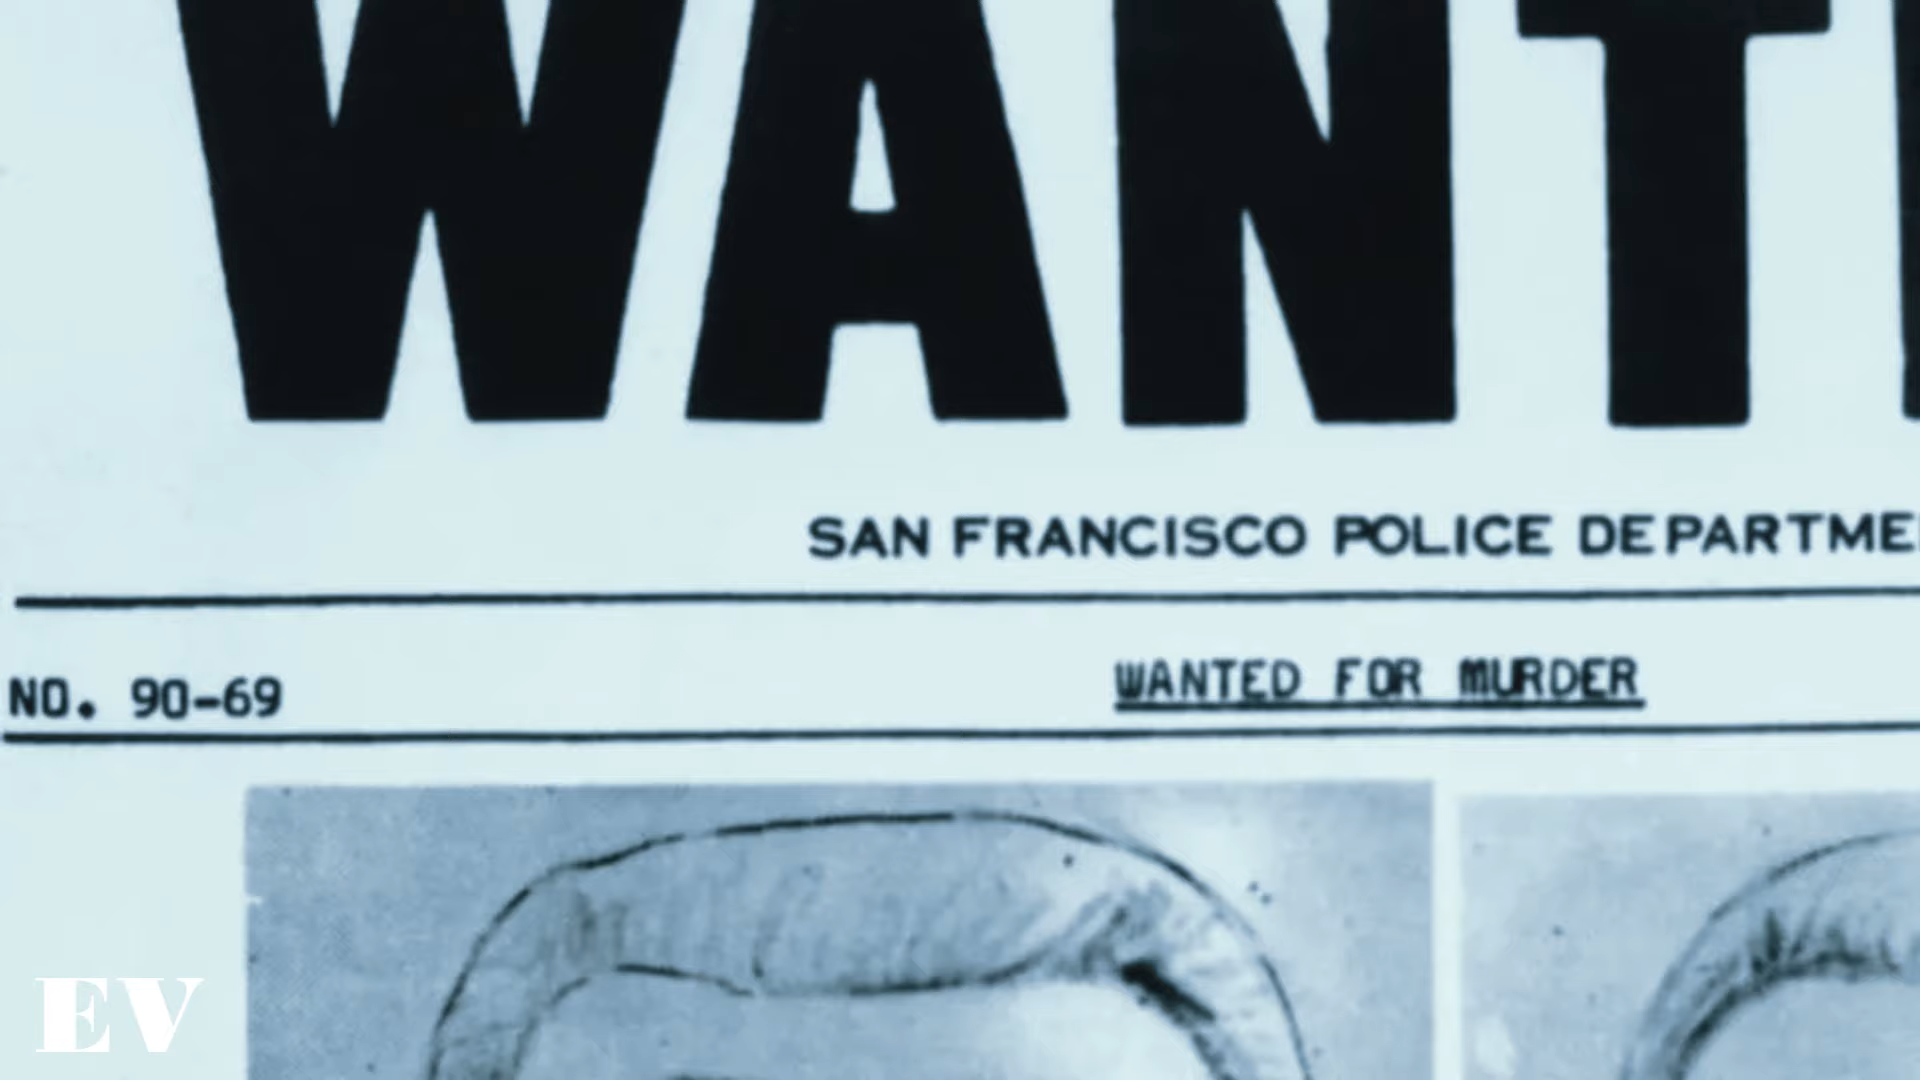 WANT
SAN FRANCISCO POLICE DEPARTME
NO. 90-69
WANTED FOR MURDER
EV